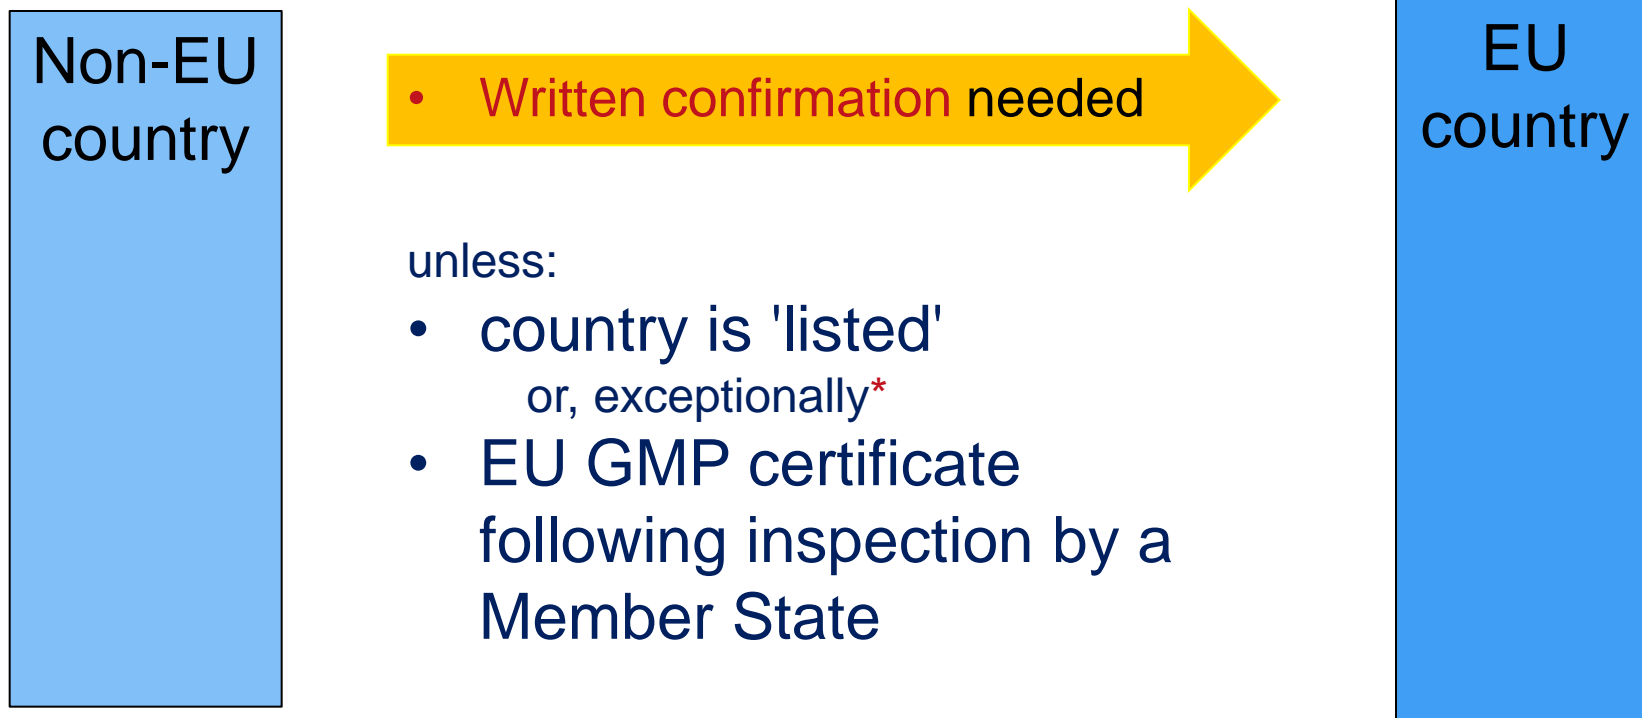 Non-EU
country
• Written confirmation needed
EU
country
unless:
• country is 'listed'
or, exceptionally*
• EU GMP certificate
following inspection by a
Member State